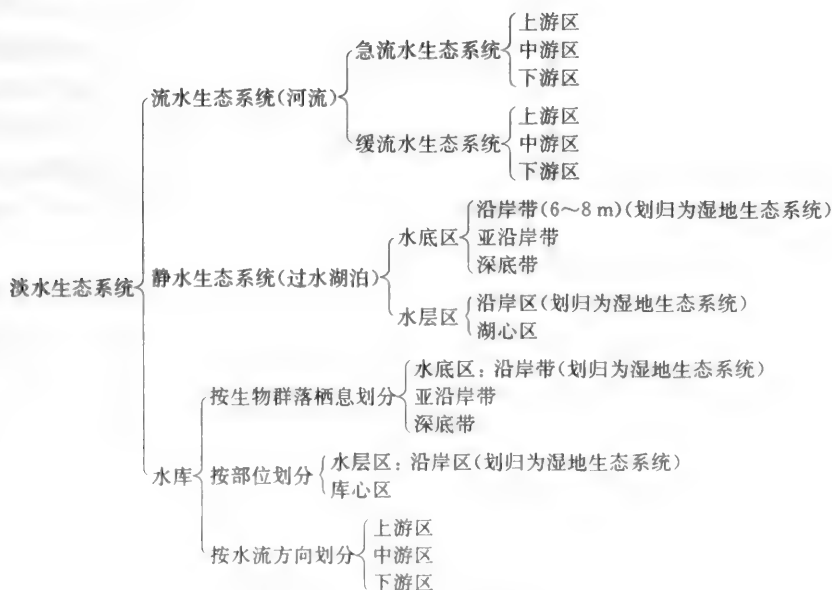 淡水生态系统
流水生态系统(河流)
急流水生态系统
上游区
中游区
下游区
缓流水生态系统
上游区
中游区
下游区
静水生态系统(过水湖泊)
水底区
沿岸带(6～8 m)(划归为湿地生态系统)
亚沿岸带
深底带
水层区
沿岸区(划归为湿地生态系统)
湖心区
水库
按生物群落栖息划分
水底区：沿岸带(划归为湿地生态系统)
亚沿岸带
深底带
按部位划分
水层区：沿岸区(划归为湿地生态系统)
库心区
按水流方向划分
上游区
中游区
下游区